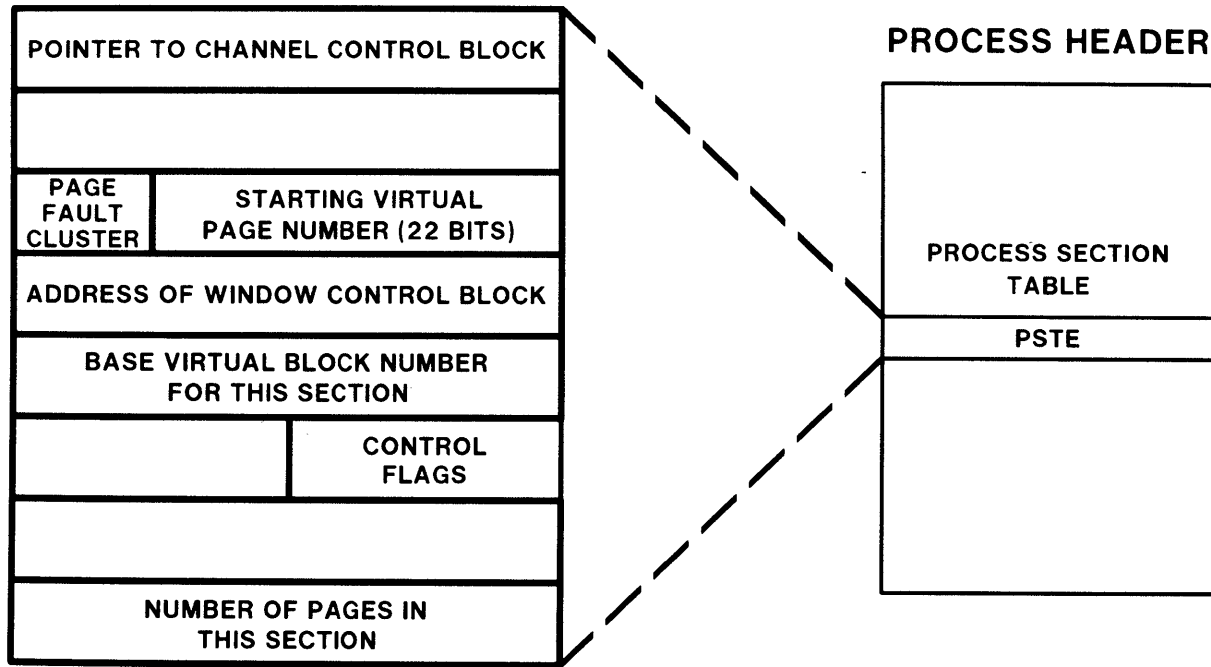 POINTER TO CHANNEL CONTROL BLOCK
PAGE
FAULT
CLUSTER
STARTING VIRTUAL
PAGE NUMBER (22 BITS)
ADDRESS OF WINDOW CONTROL BLOCK
BASE VIRTUAL BLOCK NUMBER
FOR THIS SECTION
CONTROL
FLAGS
NUMBER OF PAGES IN
THIS SECTION
PROCESS HEADER
PROCESS SECTION
TABLE
PSTE